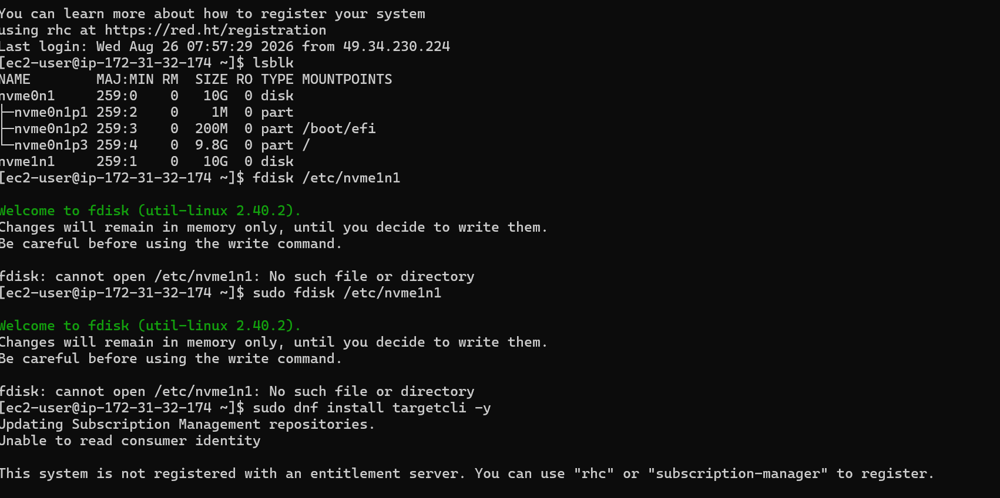 You can learn more about how to register your system
using rhc at https://red.ht/registration
Last login: Wed Aug 26 07:57:29 2026 from 49.34.230.224
[ec2-user@ip-172-31-32-174 ~]$ lsblk
NAME        MAJ:MIN RM  SIZE RO TYPE MOUNTPOINTS
nvme0n1     259:0    0   10G  0 disk
├─nvme0n1p1 259:2    0    1M  0 part
├─nvme0n1p2 259:3    0  200M  0 part /boot/efi
└─nvme0n1p3 259:4    0  9.8G  0 part /
nvme1n1     259:1    0   10G  0 disk
[ec2-user@ip-172-31-32-174 ~]$ fdisk /etc/nvme1n1

Welcome to fdisk (util-linux 2.40.2).
Changes will remain in memory only, until you decide to write them.
Be careful before using the write command.

fdisk: cannot open /etc/nvme1n1: No such file or directory
[ec2-user@ip-172-31-32-174 ~]$ sudo fdisk /etc/nvme1n1

Welcome to fdisk (util-linux 2.40.2).
Changes will remain in memory only, until you decide to write them.
Be careful before using the write command.

fdisk: cannot open /etc/nvme1n1: No such file or directory
[ec2-user@ip-172-31-32-174 ~]$ sudo dnf install targetcli -y
Updating Subscription Management repositories.
Unable to read consumer identity

This system is not registered with an entitlement server. You can use "rhc" or "subscription-manager" to register.